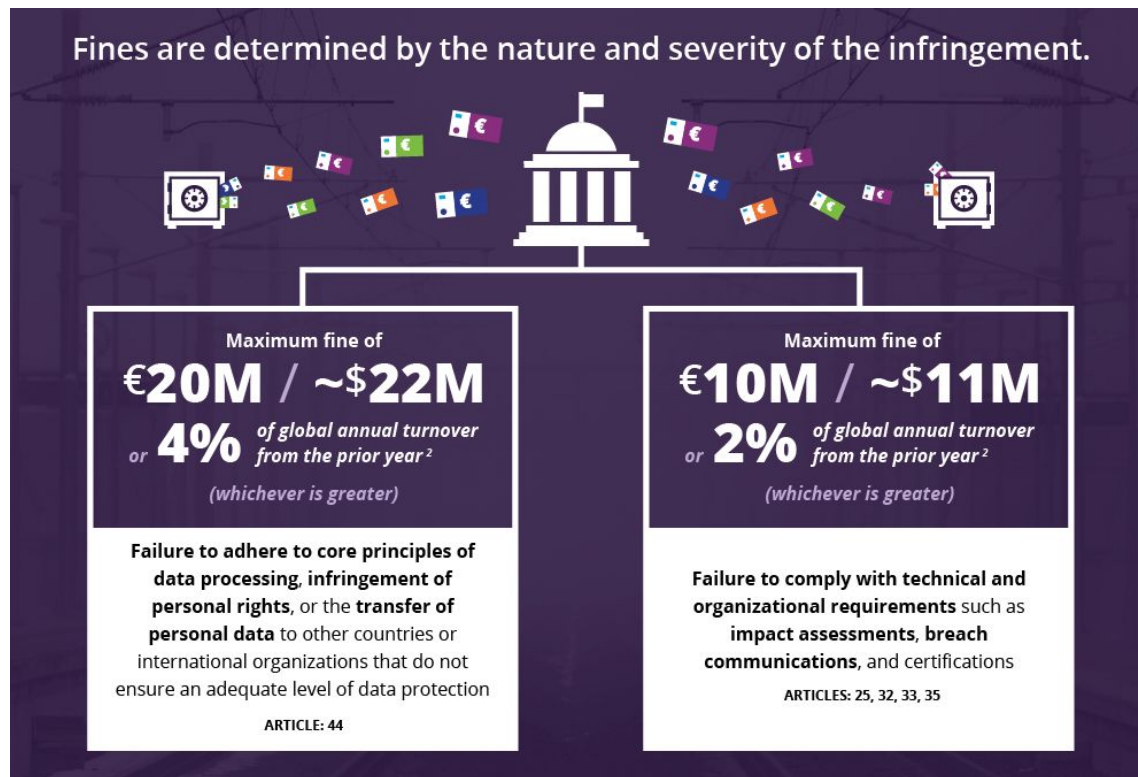 Fines are determined by the nature and severity of the infringement.
Maximum fine of
€20M / ~$22M
or 4% of global annual turnover
from the prior year²
(whichever is greater)
Failure to adhere to core principles of
data processing, infringement of
personal rights, or the transfer of
personal data to other countries or
international organizations that do not
ensure an adequate level of data protection
ARTICLE: 44
Maximum fine of
€10M / ~$11M
or 2% of global annual turnover
from the prior year²
(whichever is greater)
Failure to comply with technical and
organizational requirements such as
impact assessments, breach
communications, and certifications
ARTICLES: 25, 32, 33, 35